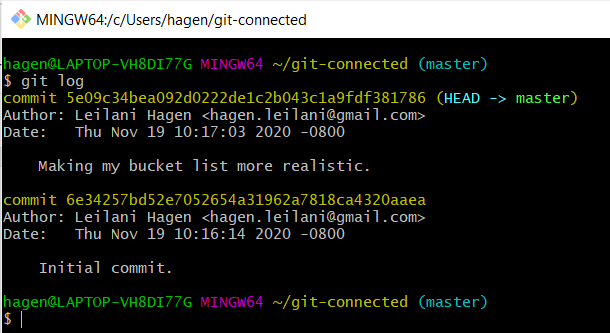 MINGW64:/c/Users/hagen/git-connected
hagen@LAPTOP-VH8DI77G MINGW64 ~/git-connected (master)
$ git log
commit 5e09c34bea092d0222de1c2b043c1a9fdf381786 (HEAD -> master)
Author: Leilani Hagen <hagen.leilani@gmail.com>
Date:   Thu Nov 19 10:17:03 2020 -0800

    Making my bucket list more realistic.

commit 6e34257bd52e7052654a31962a7818ca4320aaea
Author: Leilani Hagen <hagen.leilani@gmail.com>
Date:   Thu Nov 19 10:16:14 2020 -0800

    Initial commit.

hagen@LAPTOP-VH8DI77G MINGW64 ~/git-connected (master)
$